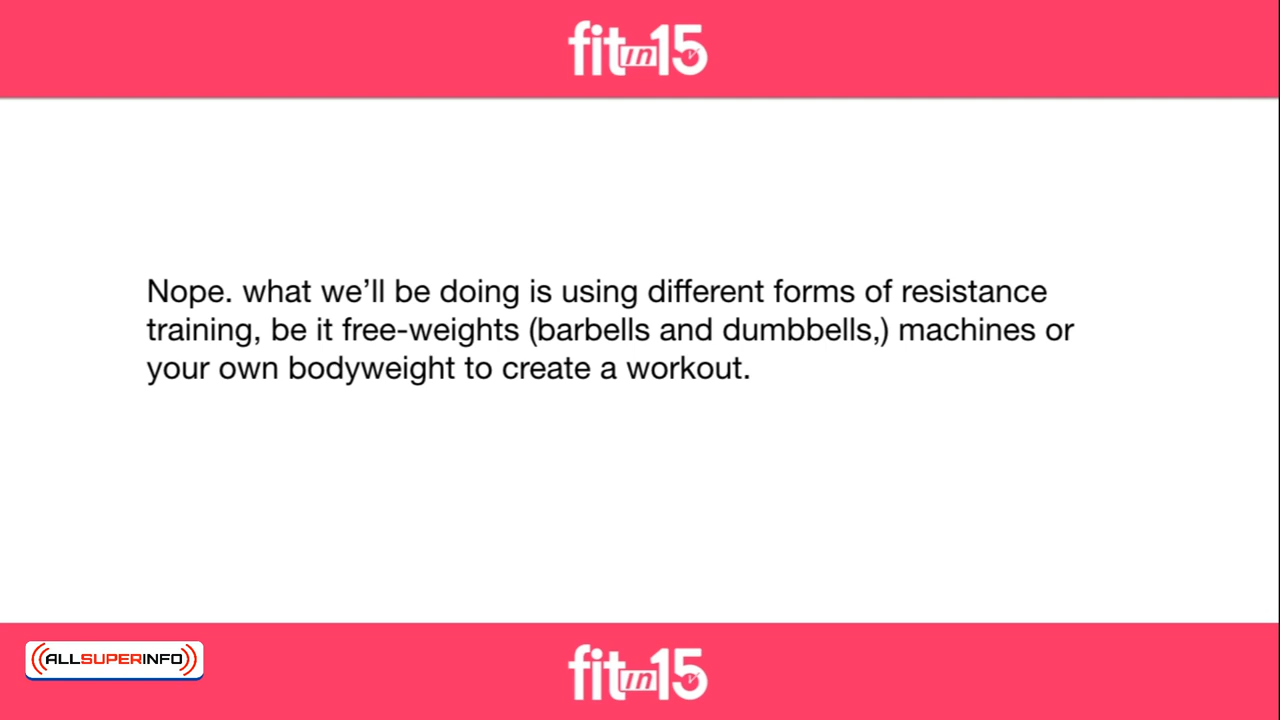 fit in 15
Nope. what we’ll be doing is using different forms of resistance
training, be it free-weights (barbells and dumbbells,) machines or
your own bodyweight to create a workout.
((ALLSUPERINFO))
fit in 15